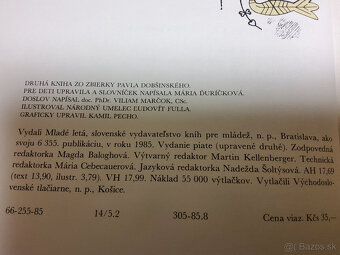 DRUHÁ KNIHA ZO ZBIERKY PAVLA DOBŠINSKÉHO.
PRE DETI UPRAVILA A SLOVNÍČEK NAPÍSALA MÁRIA ĎURÍČKOVÁ.
DOSLOV NAPÍSAL doc. PhDr. VILIAM MARČOK, CSc.
ILUSTROVAL NÁRODNÝ UMELEC ĽUDOVÍT FULLA.
GRAFICKY UPRAVIL KAMIL PECHO.
Vydali Mladé letá, slovenské vydavateľstvo kníh pre mládež, n. p., Bratislava, ako
svoju 6 355. publikáciu, v roku 1985. Vydanie piate (upravené druhé). Zodpovedná
redaktorka Magda Baloghová. Výtvarný redaktor Martin Kellenberger. Technická
redaktorka Mária Cebecauerová. Jazyková redaktorka Nadežda Šoltýsová. AH 17,69
(text 13,90, ilustr. 3,79). VH 17,99. Náklad 55 000 výtlačkov. Vytlačili Východoslo-
venské tlačiarne, n. p., Košice.
66-255-85 14/5.2 305-85.8 Cena viaz. Kčs 35,—
bazos.sk